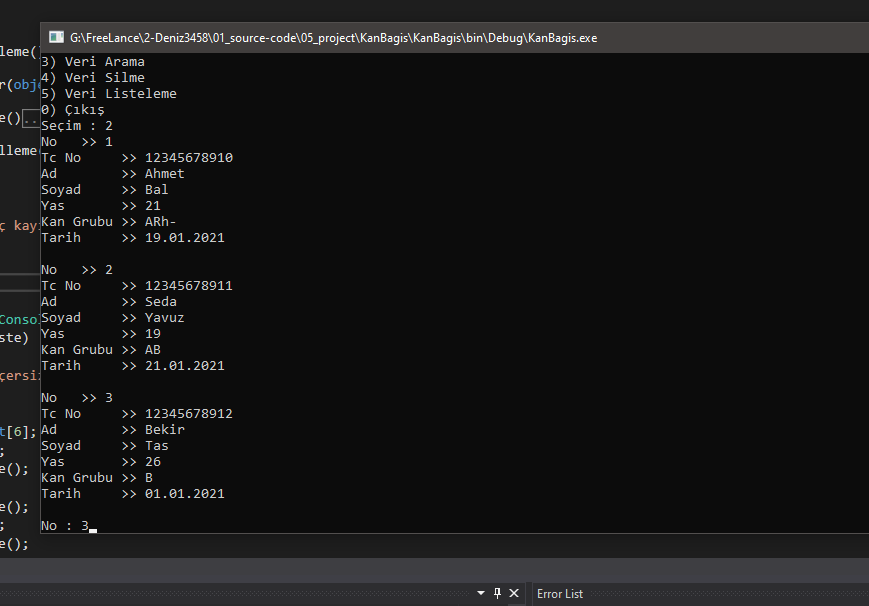 G:\FreeLance\2-Deniz3458\01_source-code\05_project\KanBagis\KanBagis\bin\Debug\KanBagis.exe
leme()
3) Veri Arama
4) Veri Silme
r(obje
5) Veri Listeleme
0) Çıkış
e()...
Seçim : 2
No   >> 1
lleme
Tc No     >> 12345678910
Ad        >> Ahmet
Soyad     >> Bal
Yas       >> 21
Kan Grubu >> ARh-
ç kayı
Tarih     >> 19.01.2021
No   >> 2
Tc No     >> 12345678911
Ad        >> Seda
Soyad     >> Yavuz
Consol
Yas       >> 19
ste)
Kan Grubu >> AB
Tarih     >> 21.01.2021
çersiz
No   >> 3
Tc No     >> 12345678912
Ad        >> Bekir
t[6];
Soyad     >> Tas
;
Yas       >> 26
e();
Kan Grubu >> B
Tarih     >> 01.01.2021
e();
No : 3
;
e();
Error List